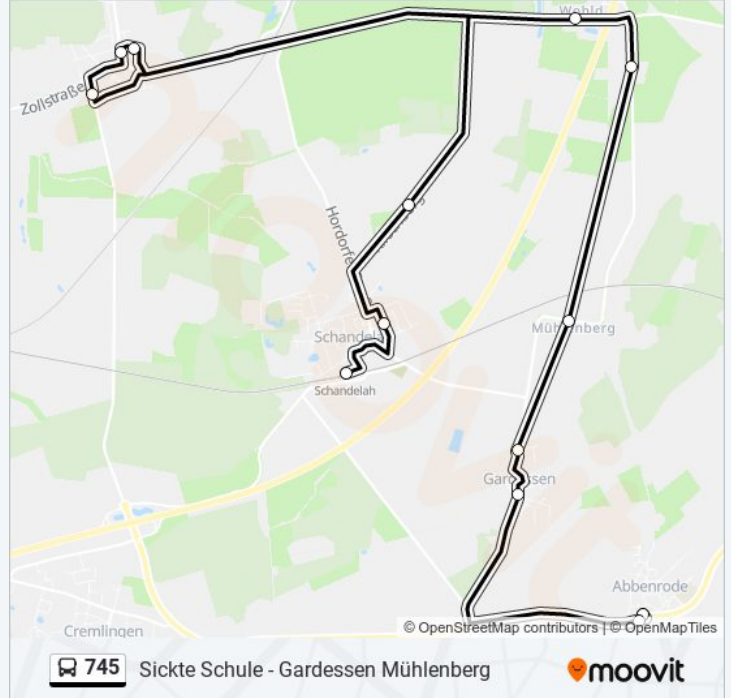 Wohld
Zollstraße
Hordorfer
Schandelah
Mühlenberg
Schandelah
Gardessen
Abbenrode
© OpenStreetMap contributors | © OpenMapTiles
Cremlingen
745 Sickte Schule - Gardessen Mühlenberg moovit